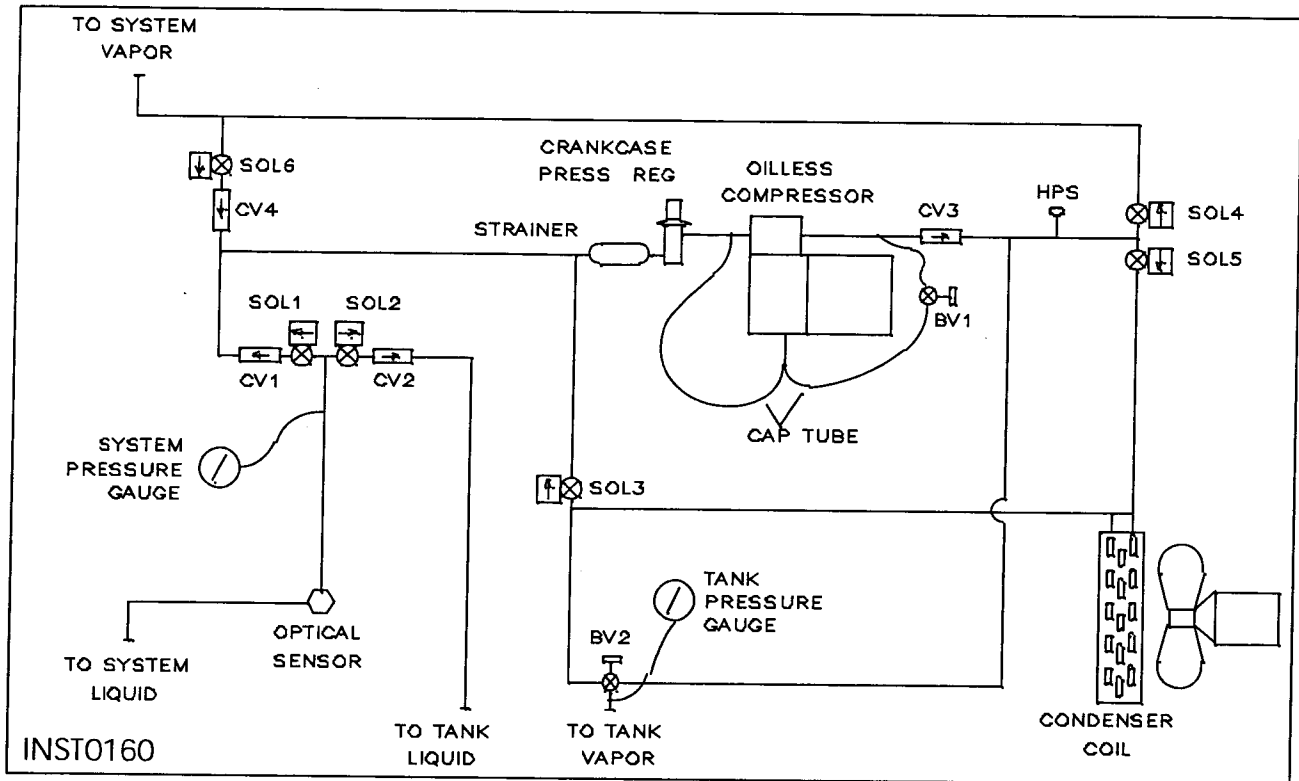 TO SYSTEM
VAPOR
SOL6
CV4
CRANKCASE
PRESS REG
OILLESS
COMPRESSOR
STRAINER
CV3
HPS
SOL4
SOL5
BV1
SOL1
SOL2
CV1
CV2
CAP TUBE
SYSTEM
PRESSURE
GAUGE
SOL3
TANK
PRESSURE
GAUGE
OPTICAL
SENSOR
BV2
TO SYSTEM
LIQUID
TO TANK
LIQUID
TO TANK
VAPOR
CONDENSER
COIL
INST0160